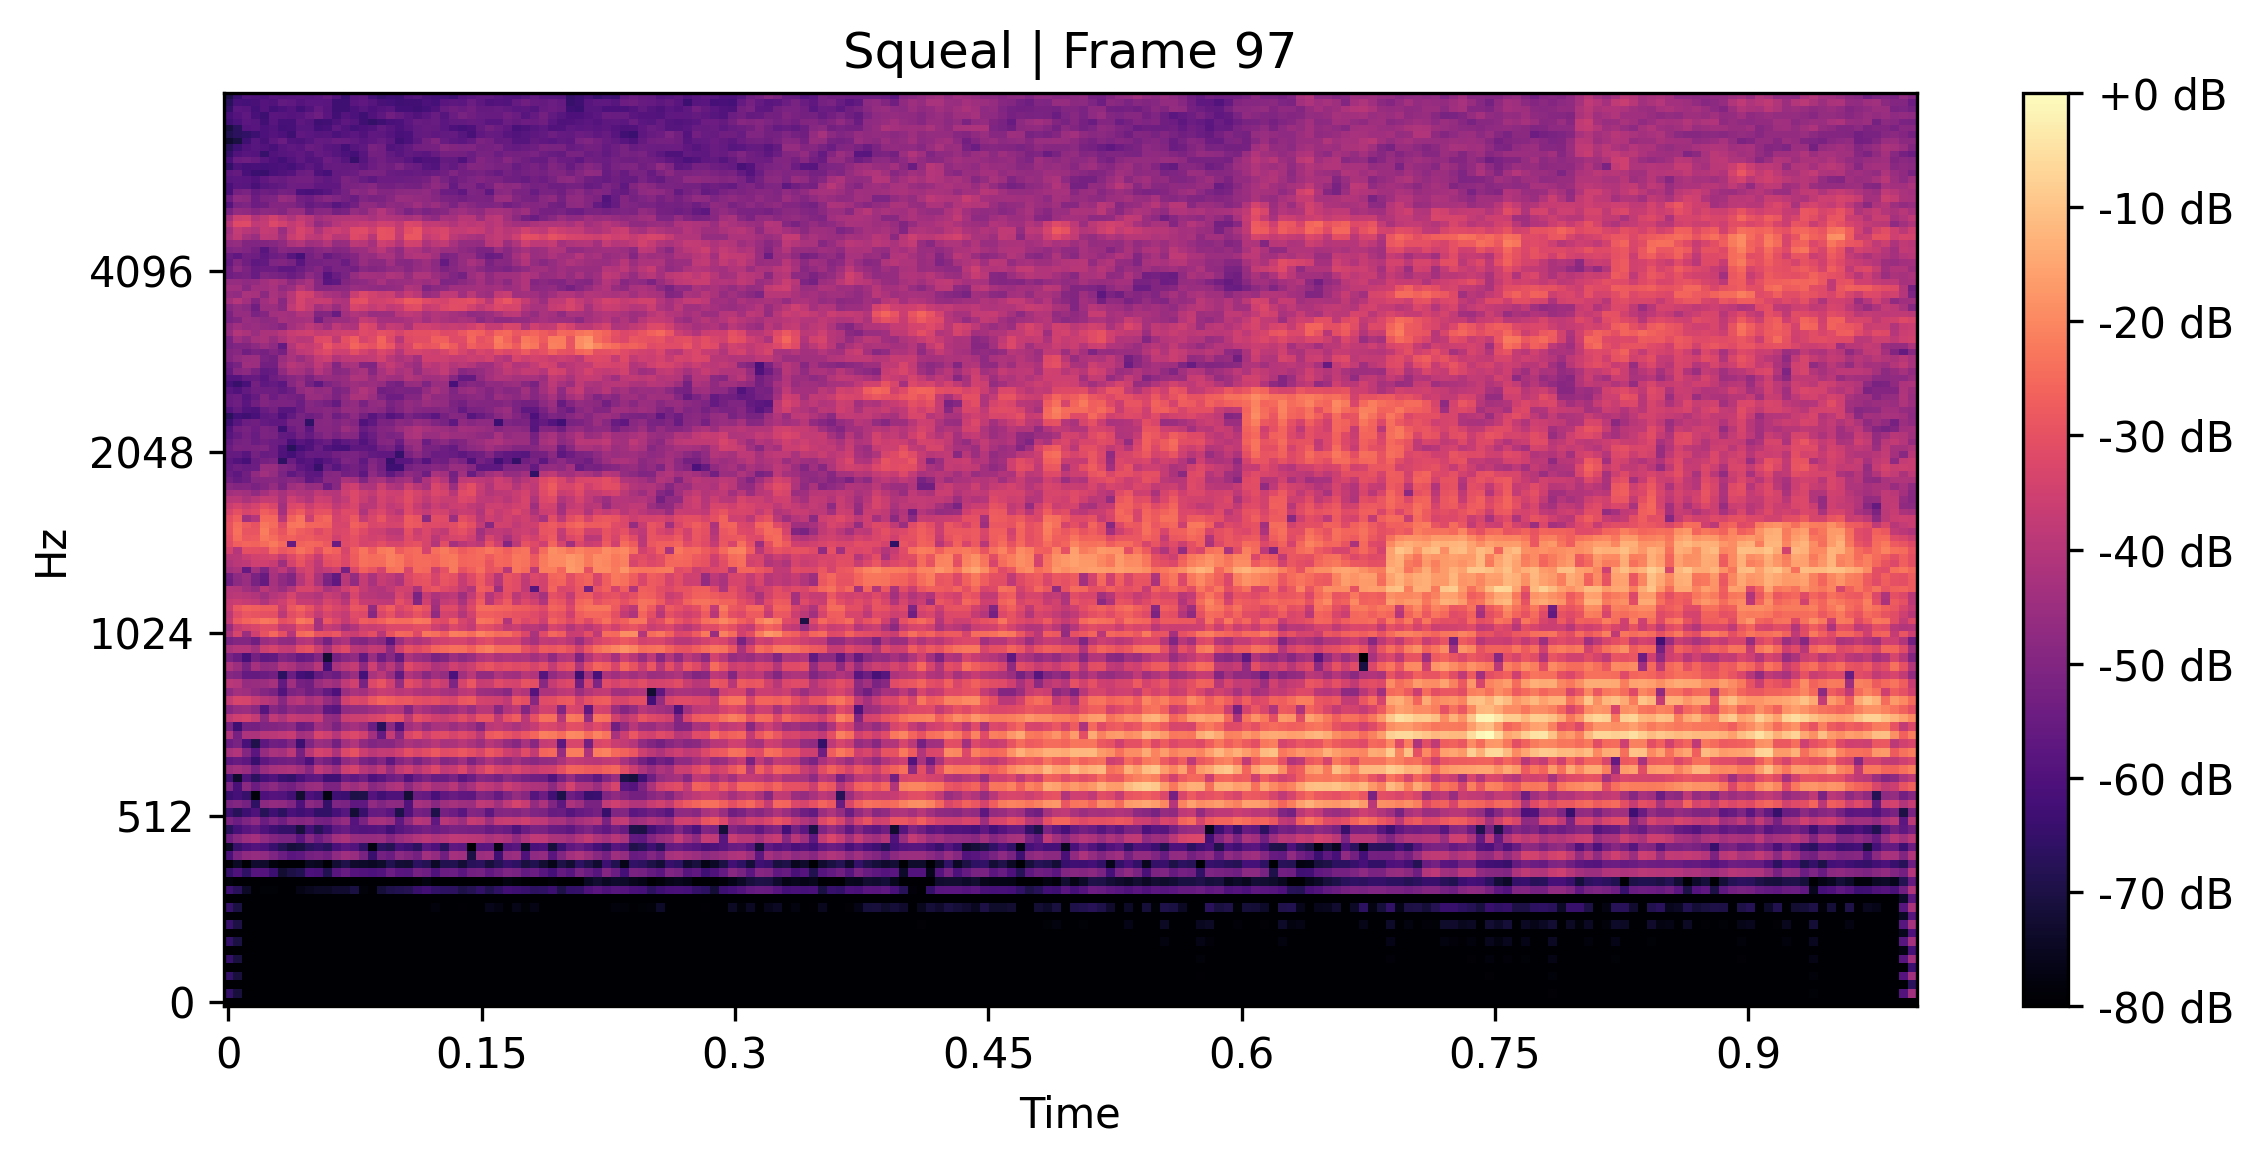 Squeal | Frame 97
Hz
4096
2048
1024
512
0
0
0.15
0.3
0.45
0.6
0.75
0.9
Time
+0 dB
-10 dB
-20 dB
-30 dB
-40 dB
-50 dB
-60 dB
-70 dB
-80 dB